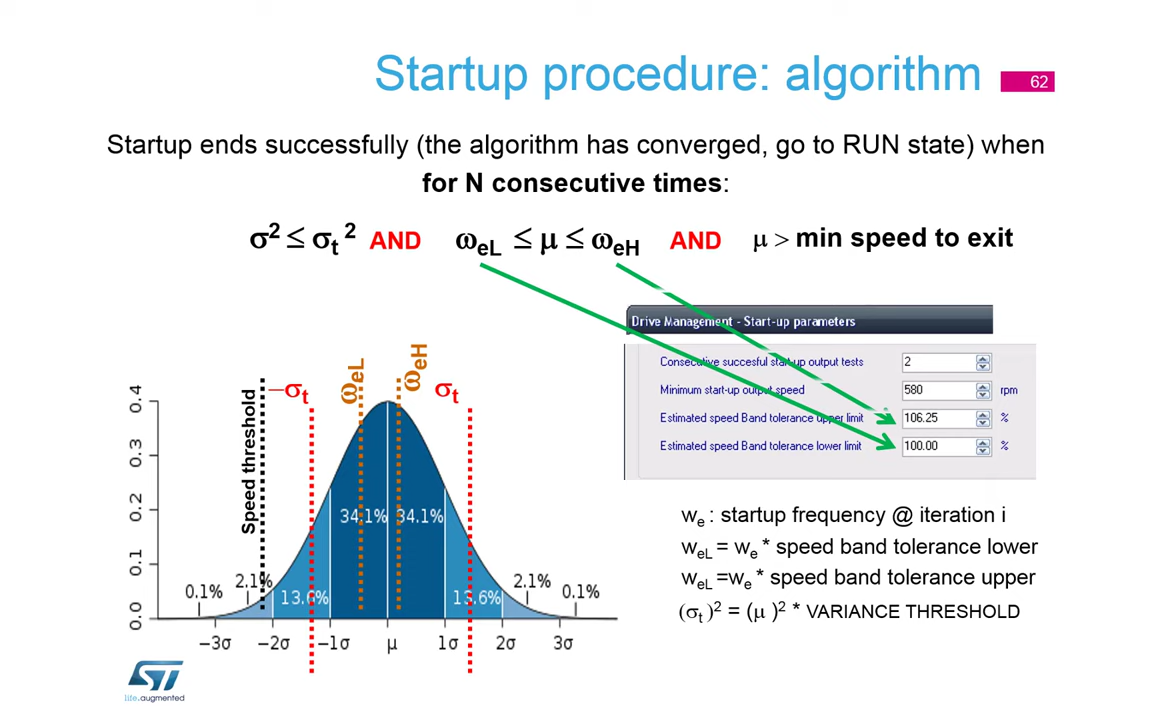 Startup procedure: algorithm
62
Startup ends successfully (the algorithm has converged, go to RUN state) when
for N consecutive times:
σ² ≤ σt² AND ωeL ≤ μ ≤ ωeH AND μ > min speed to exit
Drive Management - Start-up parameters
Consecutive succesful start-up output tests 2
Minimum start-up output speed 580 rpm
Estimated speed Band tolerance upper limit 106.25 %
Estimated speed Band tolerance lower limit 100.00 %
Speed threshold
−σt
ωeL
ωeH
σt
0.4
0.3
0.2
0.1
0.0
34.1% 34.1%
0.1% 2.1% 13.6% 13.6% 2.1% 0.1%
−3σ −2σ −1σ μ 1σ 2σ 3σ
we : startup frequency @ iteration i
weL = we * speed band tolerance lower
weL =we * speed band tolerance upper
(σt )² = (μ )² * VARIANCE THRESHOLD
ST
life.augmented